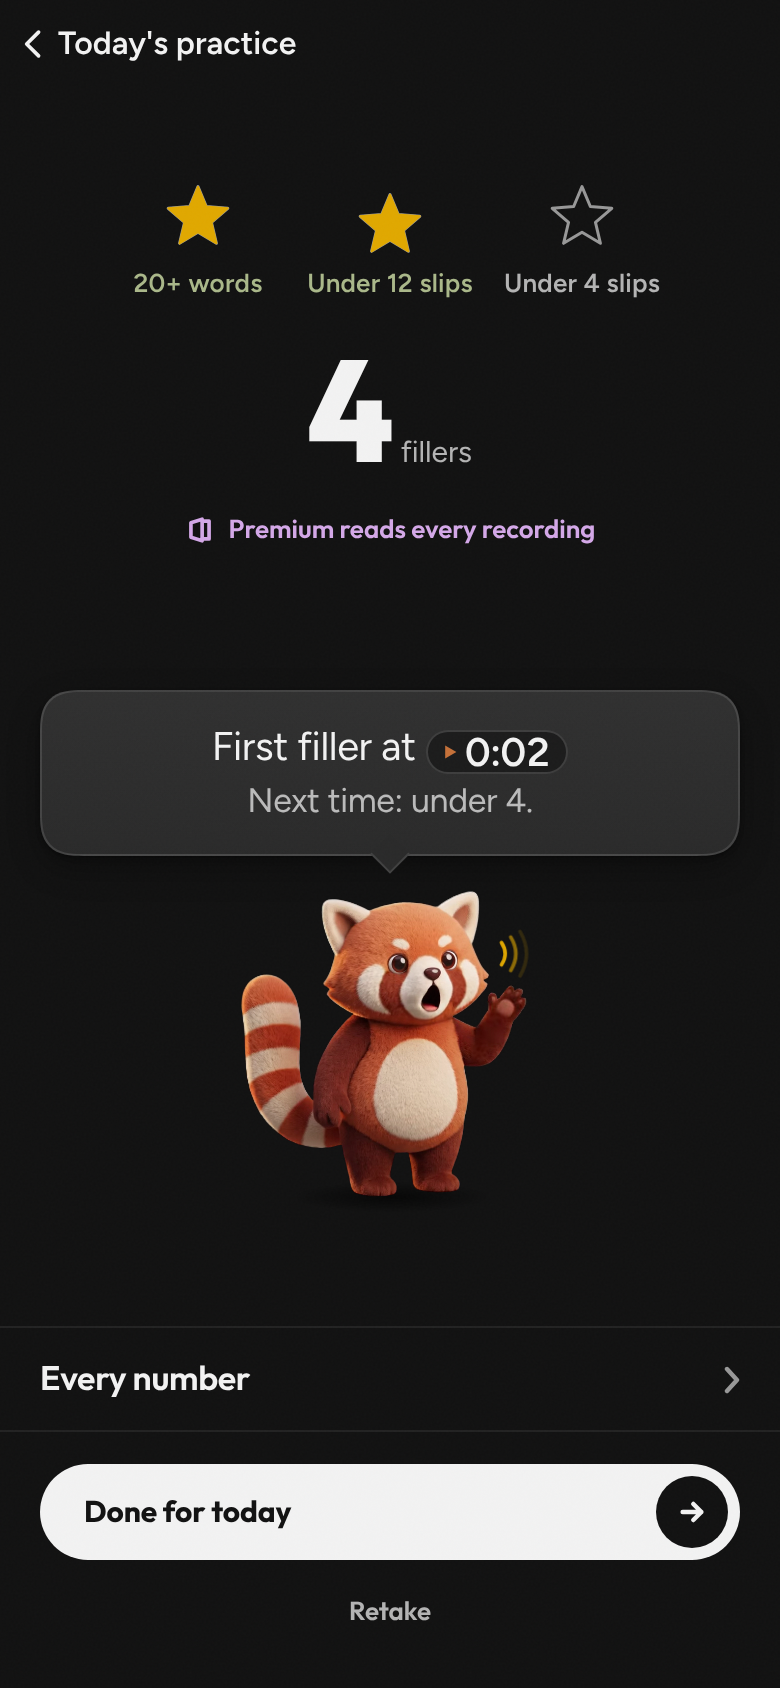 Today's practice
20+ words
Under 12 slips
Under 4 slips
4 fillers
Premium reads every recording
First filler at 0:02
Next time: under 4.
Every number
Done for today
Retake